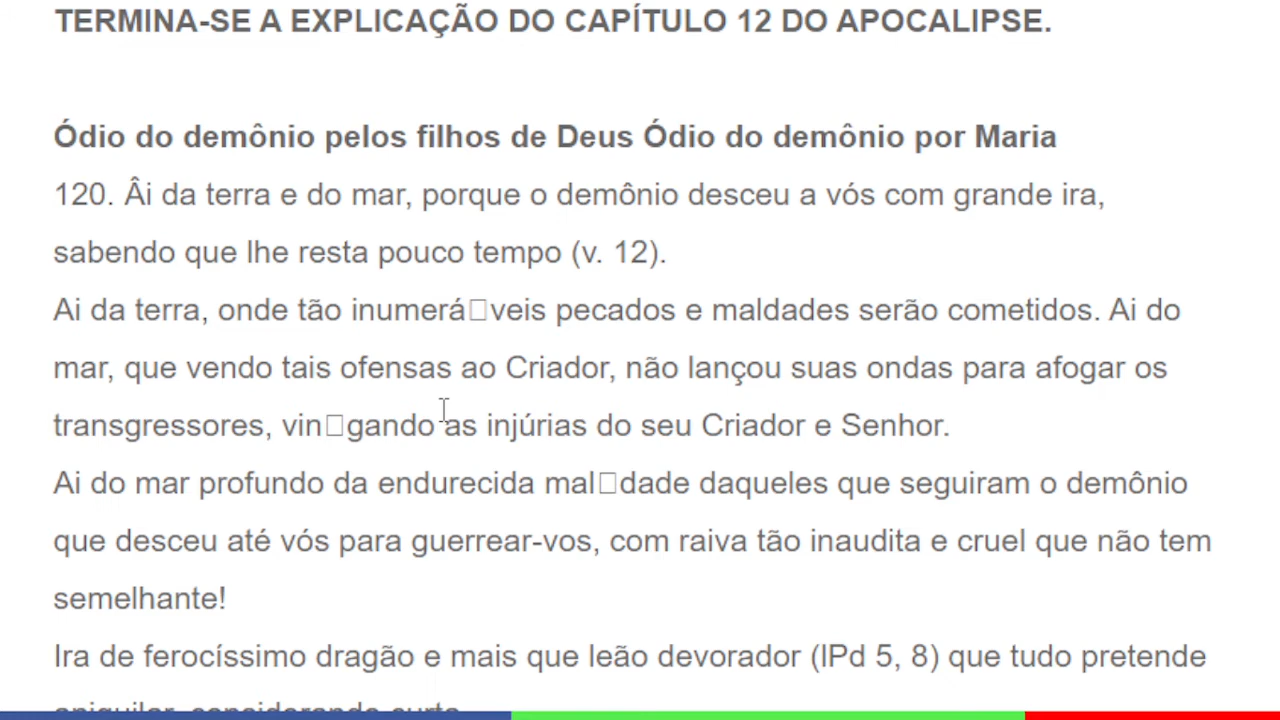 TERMINA-SE A EXPLICAÇÃO DO CAPÍTULO 12 DO APOCALIPSE.
Ódio do demônio pelos filhos de Deus Ódio do demônio por Maria
120. Âi da terra e do mar, porque o demônio desceu a vós com grande ira,
sabendo que lhe resta pouco tempo (v. 12).
Ai da terra, onde tão inumerá□veis pecados e maldades serão cometidos. Ai do
mar, que vendo tais ofensas ao Criador, não lançou suas ondas para afogar os
transgressores, vin□gando as injúrias do seu Criador e Senhor.
Ai do mar profundo da endurecida mal□dade daqueles que seguiram o demônio
que desceu até vós para guerrear-vos, com raiva tão inaudita e cruel que não tem
semelhante!
Ira de ferocíssimo dragão e mais que leão devorador (lPd 5, 8) que tudo pretende
aniquilar, considerando curto